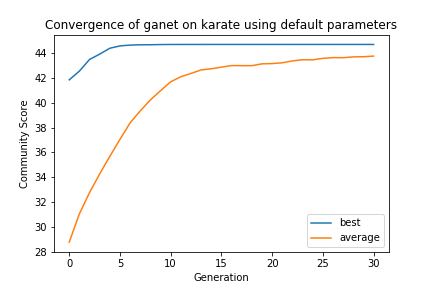 Convergence of ganet on karate using default parameters
44
42
40
38
36
34
32
30
28
Community Score
0 5 10 15 20 25 30
Generation
best
average